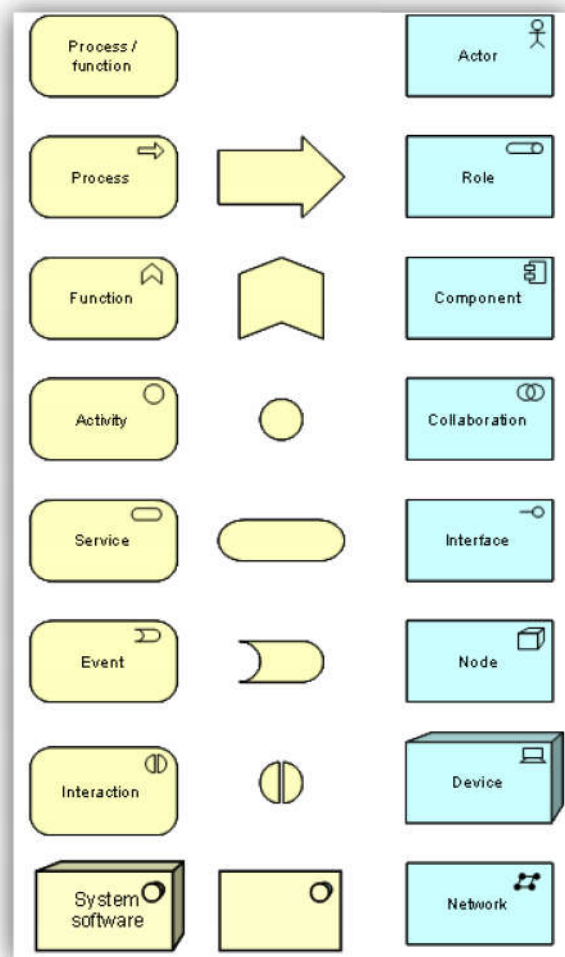 Process /
function
Actor
Process
Role
Function
Component
Activity
Collaboration
Service
Interface
Event
Node
Interaction
Device
System
software
Network